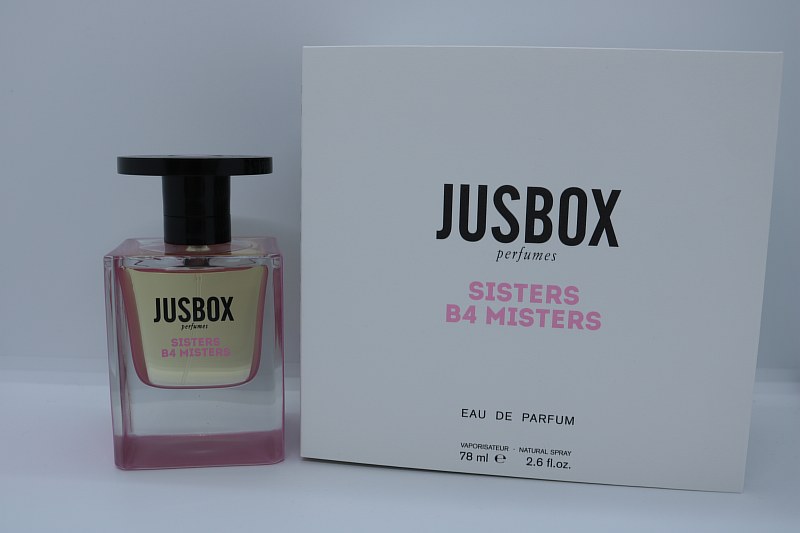 JUSBOX
perfumes
SISTERS
B4 MISTERS
JUSBOX
perfumes
SISTERS
B4 MISTERS
EAU DE PARFUM
VAPORISATEUR - NATURAL SPRAY
78 ml ℮ 2.6 fl.oz.